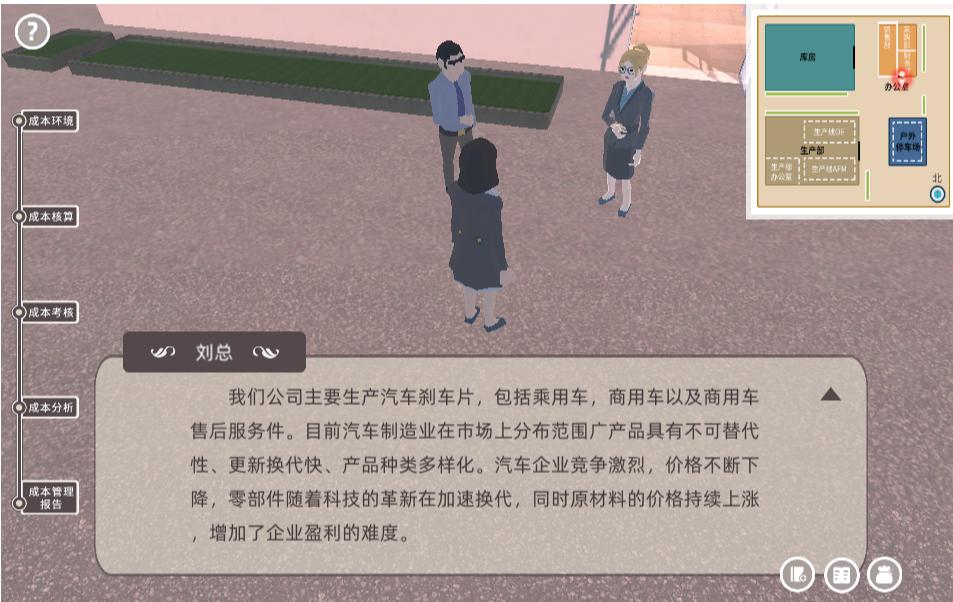 ?
成本环境
成本核算
成本考核
成本分析
成本管理
报告
库房
销售部
采购部
办公室
生产线OE
生产部
生产部
办公室
生产线AFM
户外
停车场
北
刘总
我们公司主要生产汽车刹车片，包括乘用车，商用车以及商用车
售后服务件。目前汽车制造业在市场上分布范围广产品具有不可替代
性、更新换代快、产品种类多样化。汽车企业竞争激烈，价格不断下
降，零部件随着科技的革新在加速换代，同时原材料的价格持续上涨
，增加了企业盈利的难度。